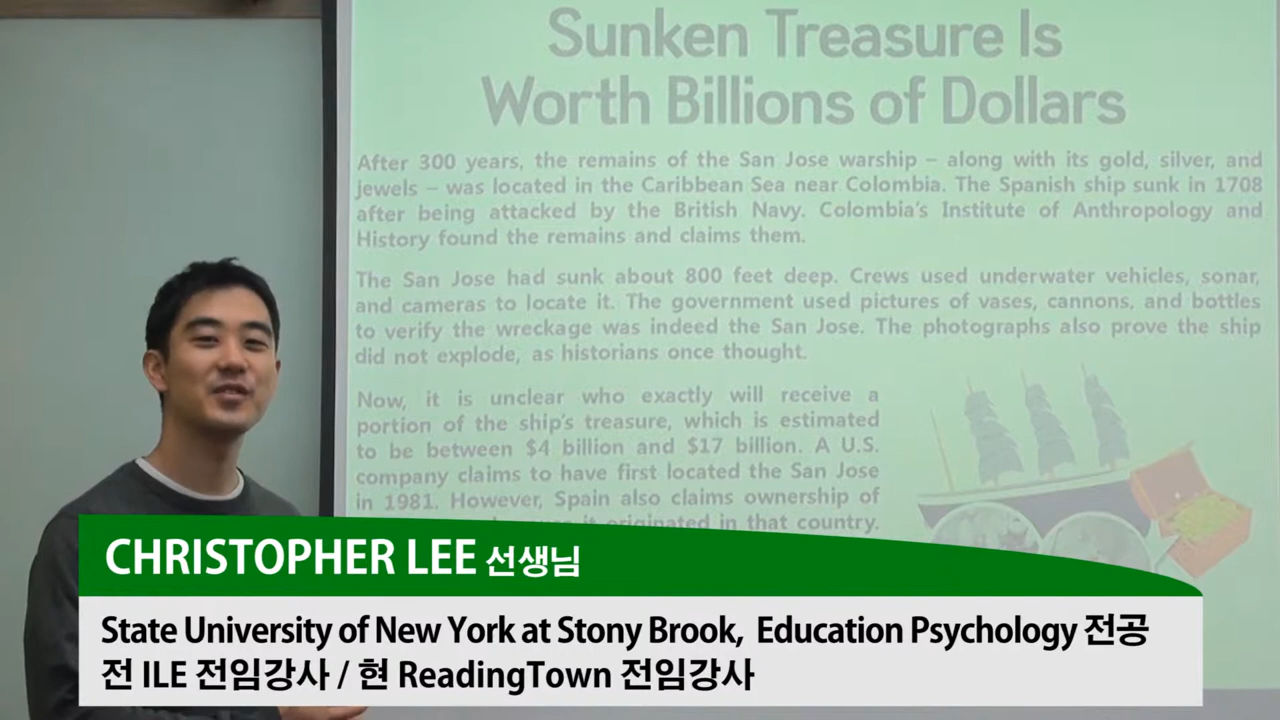 Sunken Treasure Is
Worth Billions of Dollars
After 300 years, the remains of the San Jose warship – along with its gold, silver, and
jewels – was located in the Caribbean Sea near Colombia. The Spanish ship sunk in 1708
after being attacked by the British Navy. Colombia's Institute of Anthropology and
History found the remains and claims them.
The San Jose had sunk about 800 feet deep. Crews used underwater vehicles, sonar,
and cameras to locate it. The government used pictures of vases, cannons, and bottles
to verify the wreckage was indeed the San Jose. The photographs also prove the ship
did not explode, as historians once thought.
Now, it is unclear who exactly will receive a
portion of the ship's treasure, which is estimated
to be between $4 billion and $17 billion. A U.S.
company claims to have first located the San Jose
in 1981. However, Spain also claims ownership of
it originated in that country.
CHRISTOPHER LEE 선생님
State University of New York at Stony Brook, Education Psychology 전공
전 ILE 전임강사 / 현 ReadingTown 전임강사